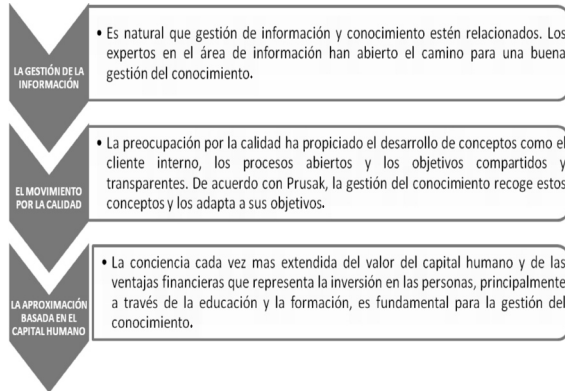 LA GESTIÓN DE LA
INFORMACIÓN
• Es natural que gestión de información y conocimiento estén relacionados. Los
expertos en el área de información han abierto el camino para una buena
gestión del conocimiento.
EL MOVIMIENTO
POR LA CALIDAD
• La preocupación por la calidad ha propiciado el desarrollo de conceptos como el
cliente interno, los procesos abiertos y los objetivos compartidos y
transparentes. De acuerdo con Prusak, la gestión del conocimiento recoge estos
conceptos y los adapta a sus objetivos.
LA APROXIMACIÓN
BASADA EN EL
CAPITAL HUMANO
• La conciencia cada vez mas extendida del valor del capital humano y de las
ventajas financieras que representa la inversión en las personas, principalmente
a través de la educación y la formación, es fundamental para la gestión del
conocimiento.